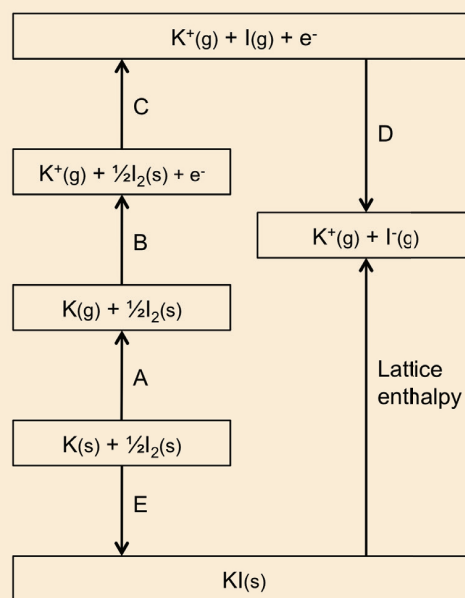 K⁺(g) + I(g) + e⁻
C
D
K⁺(g) + ½I₂(s) + e⁻
K⁺(g) + I⁻(g)
B
K(g) + ½I₂(s)
A
Lattice
enthalpy
K(s) + ½I₂(s)
E
KI(s)